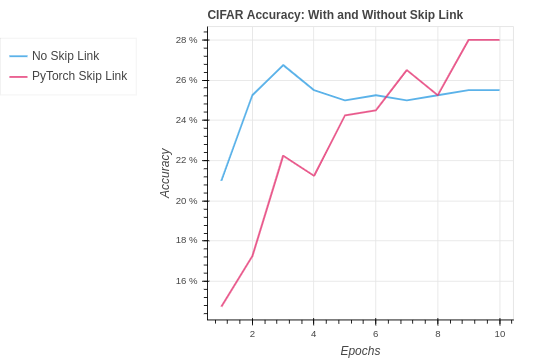 CIFAR Accuracy: With and Without Skip Link
No Skip Link
PyTorch Skip Link
28 %
26 %
24 %
22 %
20 %
18 %
16 %
Accuracy
2
4
6
8
10
Epochs